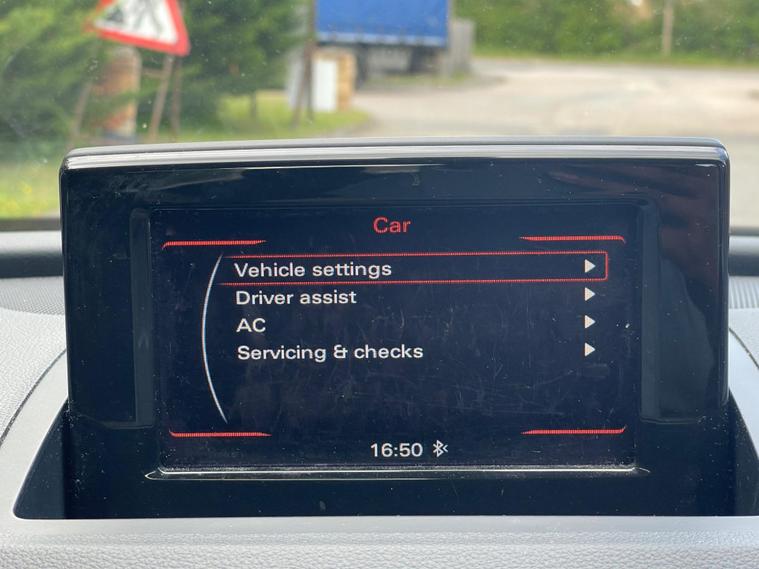 Car
Vehicle settings
Driver assist
AC
Servicing & checks
16:50